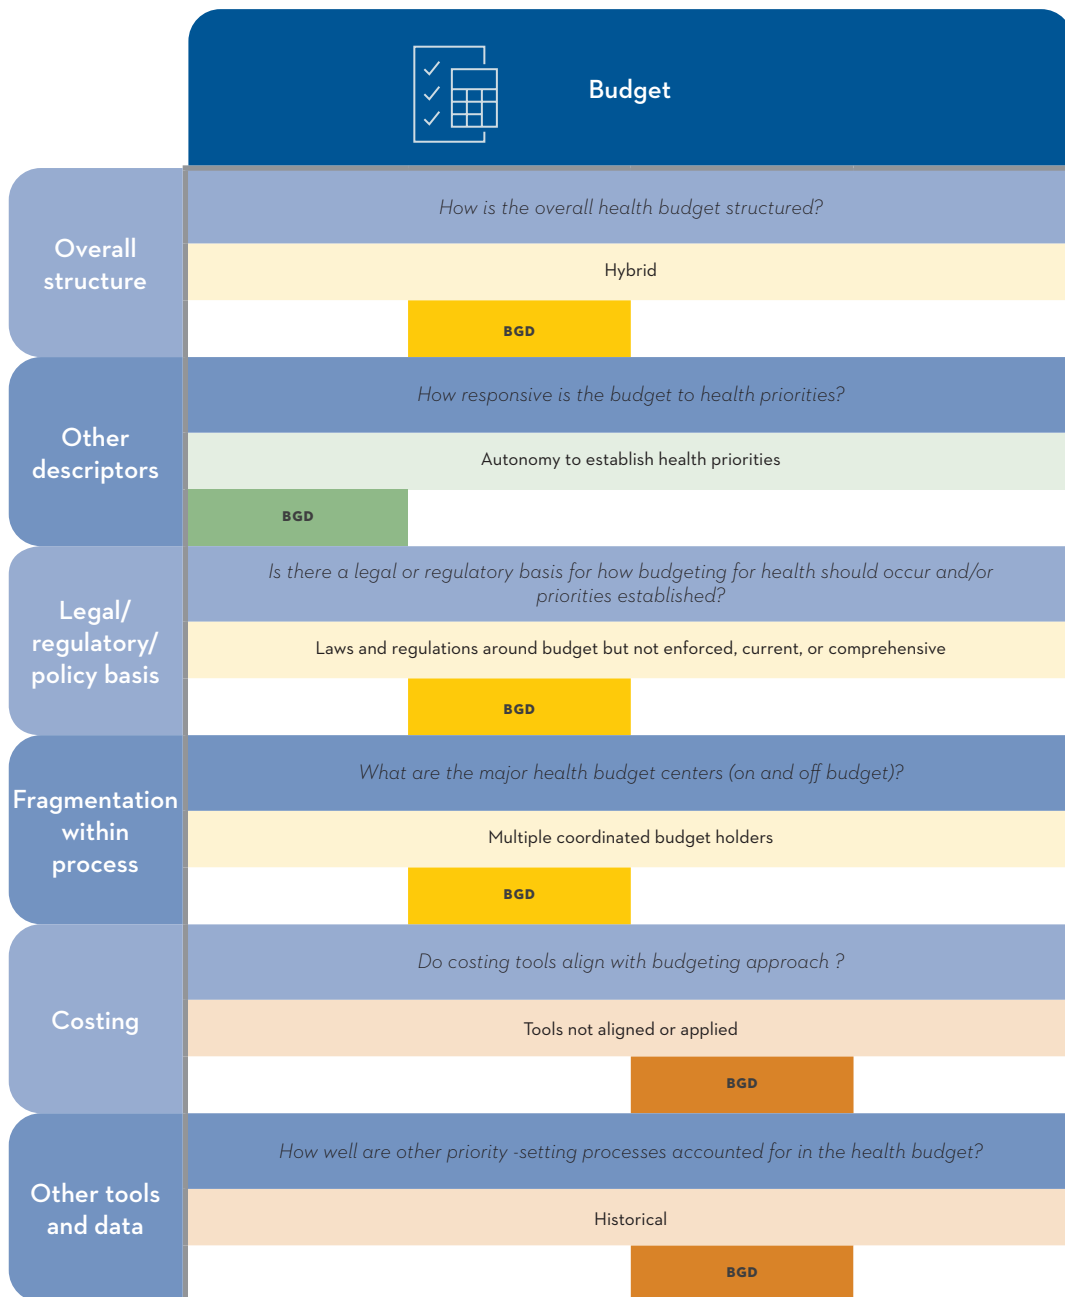 Budget
Overall
structure
How is the overall health budget structured?
Hybrid
BGD
Other
descriptors
How responsive is the budget to health priorities?
Autonomy to establish health priorities
BGD
Legal/
regulatory/
policy basis
Is there a legal or regulatory basis for how budgeting for health should occur and/or
priorities established?
Laws and regulations around budget but not enforced, current, or comprehensive
BGD
Fragmentation
within
process
What are the major health budget centers (on and off budget)?
Multiple coordinated budget holders
BGD
Costing
Do costing tools align with budgeting approach ?
Tools not aligned or applied
BGD
Other tools
and data
How well are other priority -setting processes accounted for in the health budget?
Historical
BGD